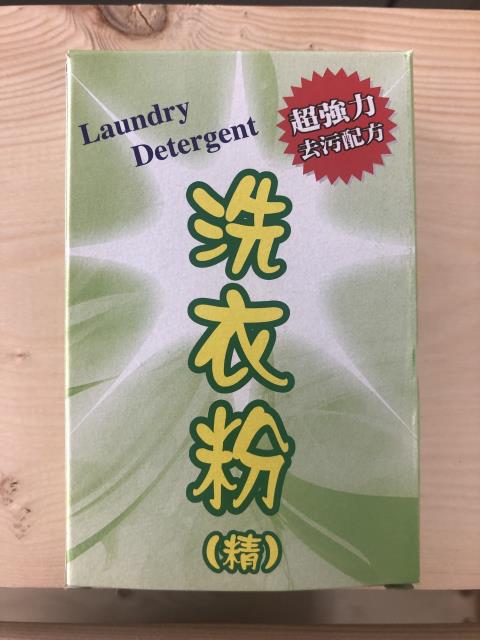 Laundry
Detergent
超強力
去污配方
洗衣粉
(精)